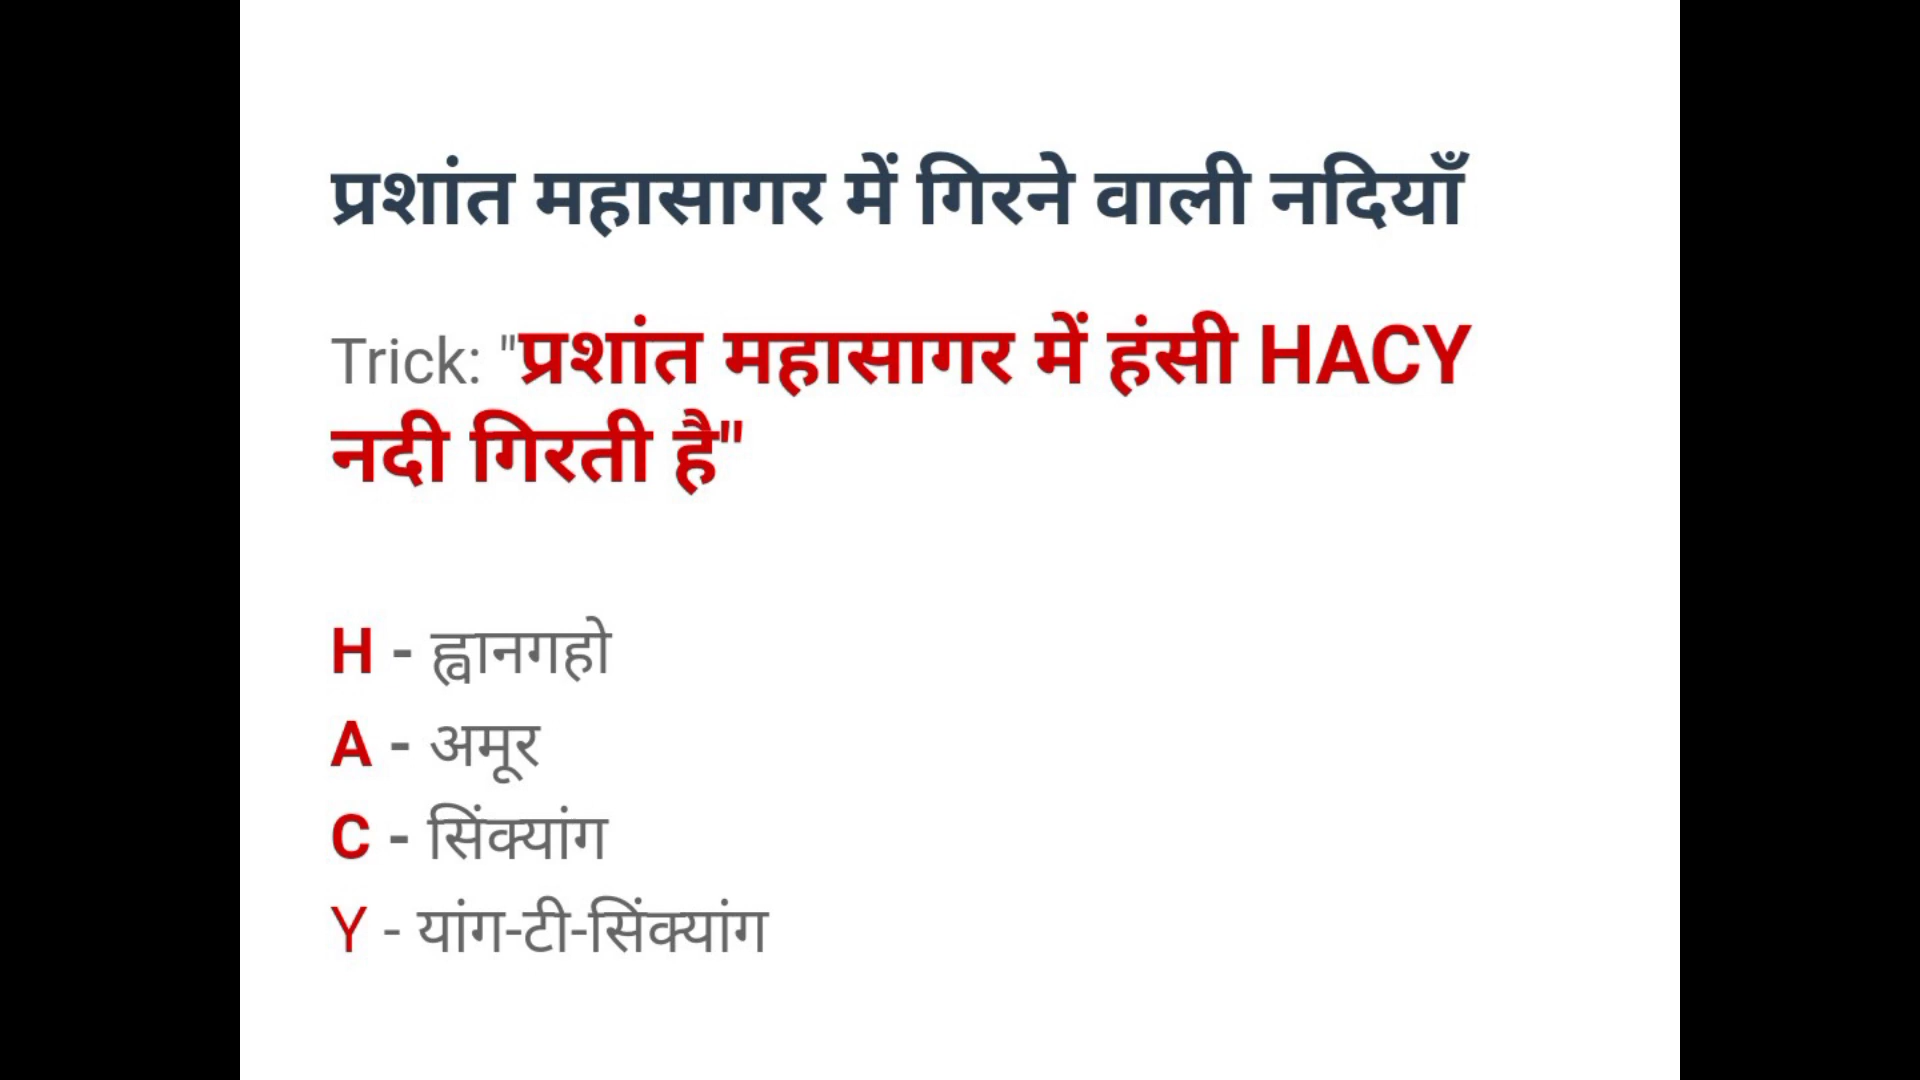 प्रशांत महासागर में गिरने वाली नदियाँ
Trick: "प्रशांत महासागर में हंसी HACY
नदी गिरती है"
H - ह्वानगहो
A - अमूर
C - सिंक्यांग
Y - यांग-टी-सिंक्यांग